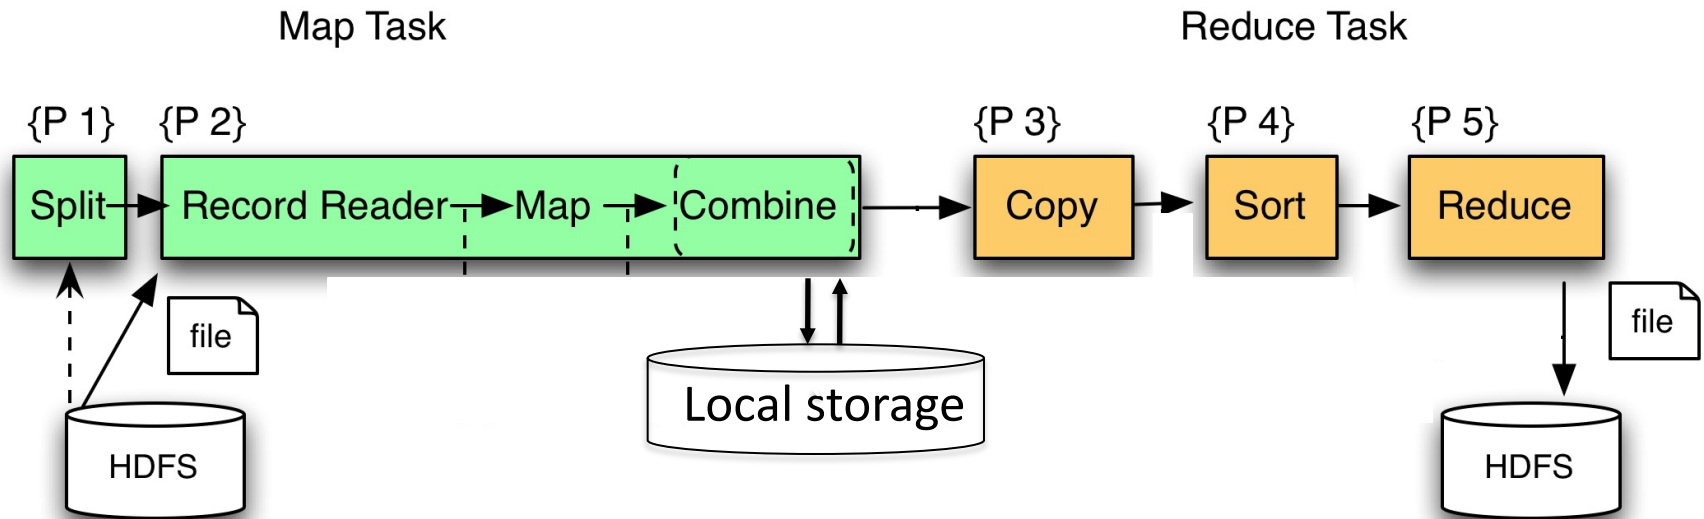 Map Task
Reduce Task
{P 1}
{P 2}
{P 3}
{P 4}
{P 5}
Split
Record Reader
Map
Combine
Copy
Sort
Reduce
file
file
Local storage
HDFS
HDFS